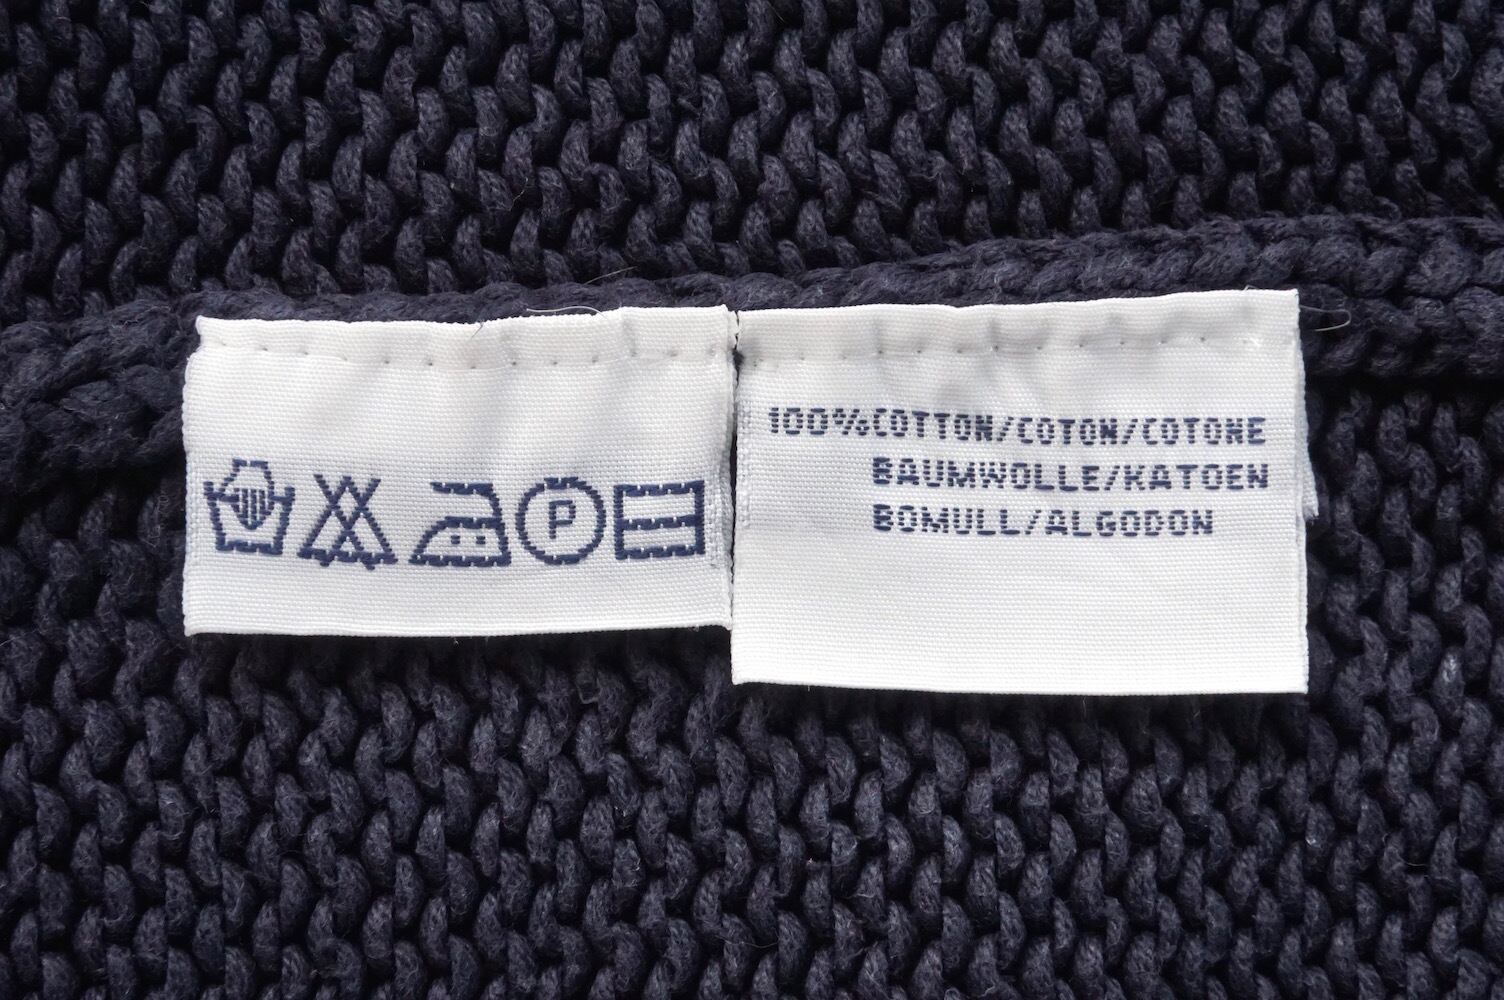 P
100%COTTON/COTON/COTONE
BAUMWOLLE/KATOEN
BOMULL/ALGODON